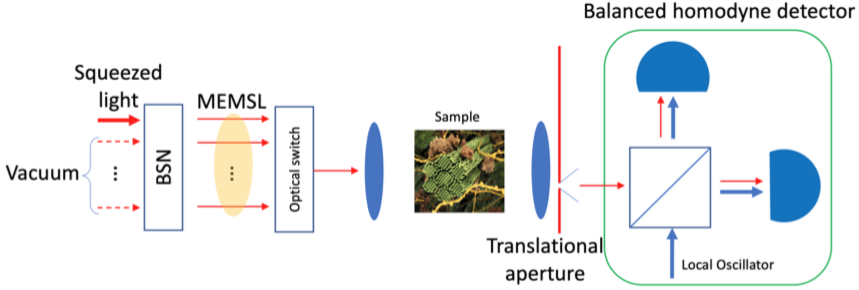 Balanced homodyne detector
Squeezed
light
MEMSL
Sample
Vacuum
...
BSN
...
Optical switch
Translational
aperture
Local Oscillator